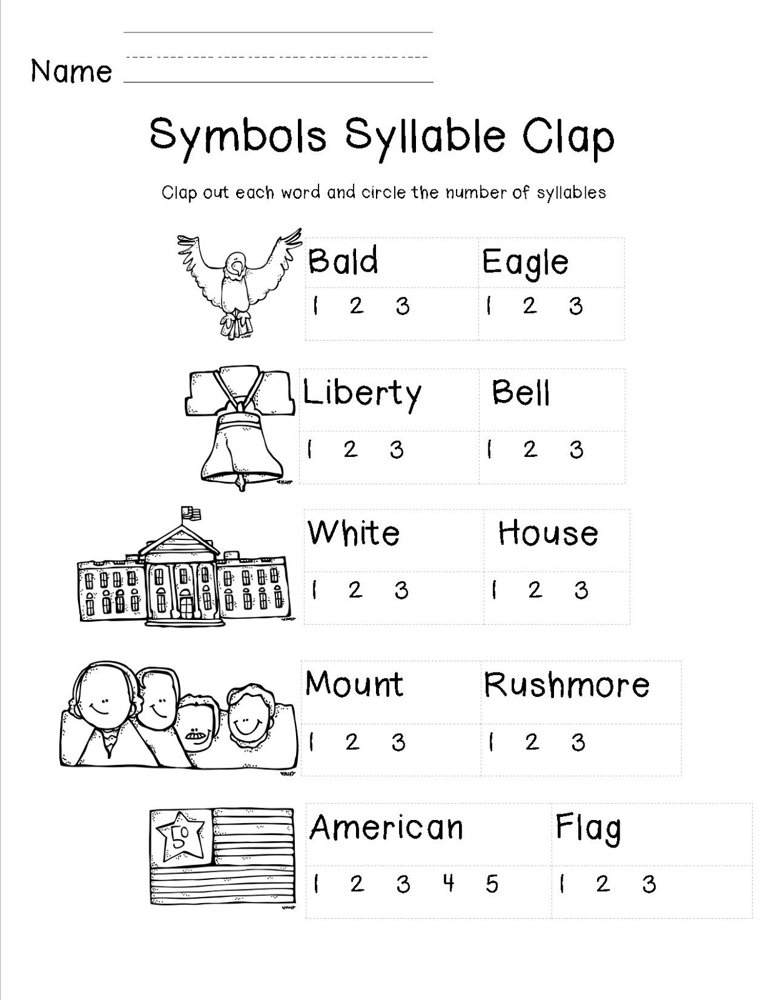 Name
Symbols Syllable Clap
Clap out each word and circle the number of syllables
Bald Eagle
1 2 3 1 2 3
Liberty Bell
1 2 3 1 2 3
White House
1 2 3 1 2 3
Mount Rushmore
1 2 3 1 2 3
50
American Flag
1 2 3 4 5 1 2 3